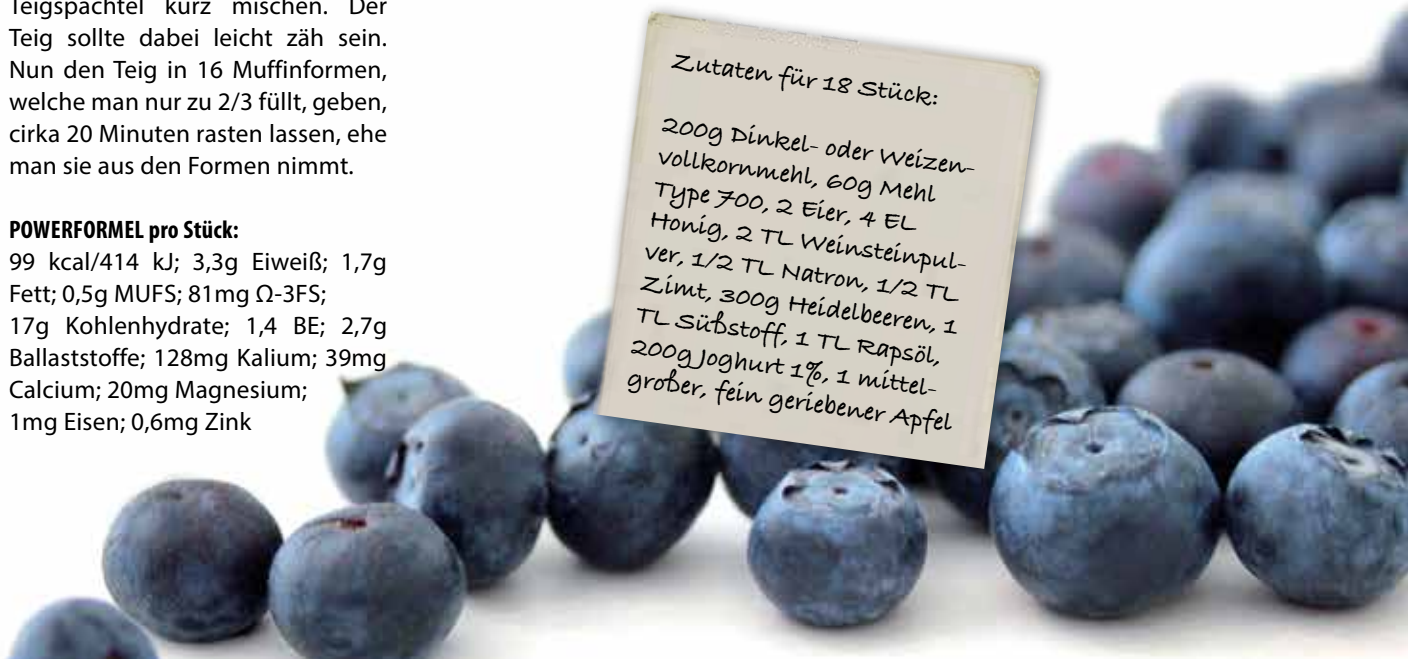 Teigspachtel kurz mischen. Der
Teig sollte dabei leicht zäh sein.
Nun den Teig in 16 Muffinformen,
welche man nur zu 2/3 füllt, geben,
cirka 20 Minuten rasten lassen, ehe
man sie aus den Formen nimmt.
POWERFORMEL pro Stück:
99 kcal/414 kJ; 3,3g Eiweiß; 1,7g
Fett; 0,5g MUFS; 81mg Ω-3FS;
17g Kohlenhydrate; 1,4 BE; 2,7g
Ballaststoffe; 128mg Kalium; 39mg
Calcium; 20mg Magnesium;
1mg Eisen; 0,6mg Zink
Zutaten für 18 Stück:
200g Dinkel- oder Weizen-
vollkornmehl, 60g Mehl
Type 700, 2 Eier, 4 EL
Honig, 2 TL Weinsteinpul-
ver, 1/2 TL Natron, 1/2 TL
Zimt, 300g Heidelbeeren, 1
TL Süßstoff, 1 TL Rapsöl,
200g Joghurt 1%, 1 mittel-
großer, fein geriebener Apfel